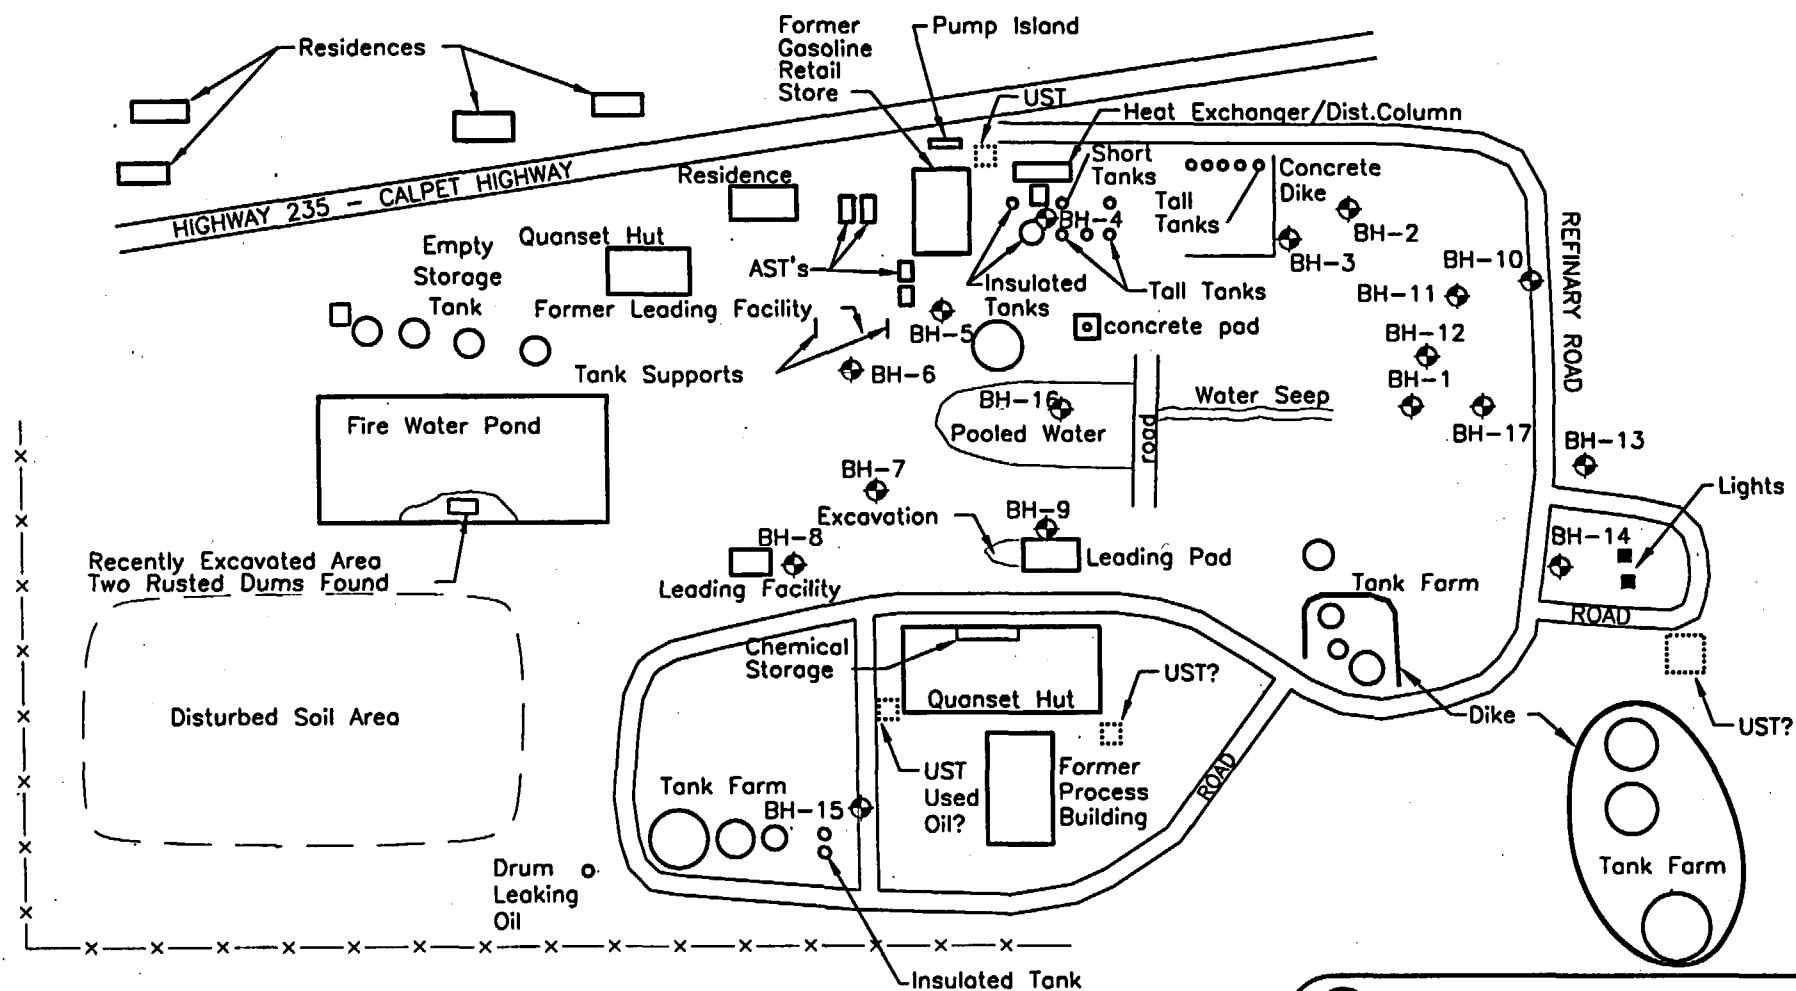 Residences
Former
Gasoline
Retail
Store
Pump Island
UST
Heat Exchanger/Dist.Column
HIGHWAY 235 - CALPET HIGHWAY
Residence
Short
Tanks
Concrete
Dike
Tall
Tanks
BH-4
BH-2
BH-3
REFINARY ROAD
Empty
Storage
Tank
Quanset Hut
AST's
Insulated
Tanks
Tall Tanks
BH-10
BH-11
Former Leading Facility
BH-5
concrete pad
BH-12
Tank Supports
BH-6
BH-1
Fire Water Pond
BH-16
Pooled Water
road
Water Seep
BH-17
BH-13
BH-7
Lights
Excavation
BH-9
BH-8
BH-14
Recently Excavated Area
Two Rusted Dums Found
Leading Facility
Leading Pad
Tank Farm
ROAD
Chemical
Storage
Quanset Hut
UST?
Disturbed Soil Area
Dike
UST?
UST
Used
Oil?
Former
Process
Building
ROAD
Tank Farm
BH-15
Drum
Leaking
Oil
Tank Farm
Insulated Tank